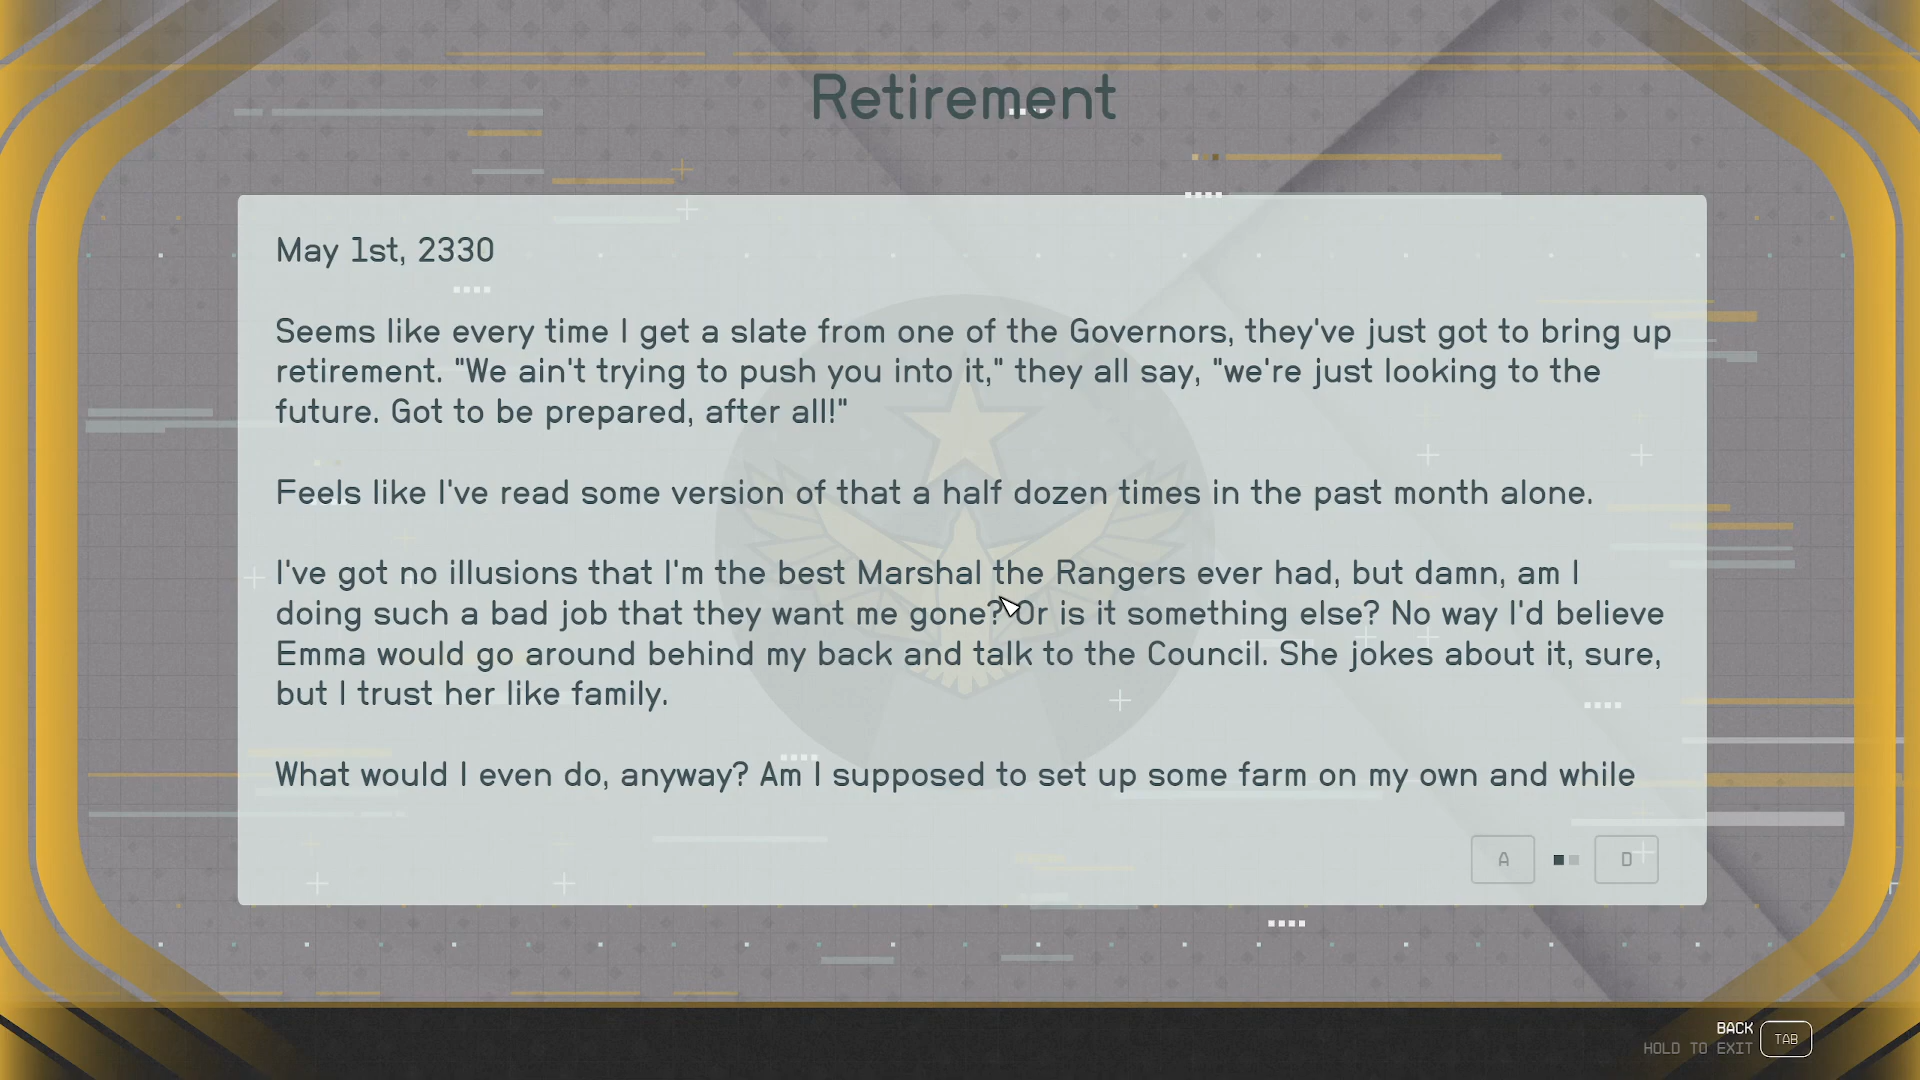 Retirement
May 1st, 2330
Seems like every time I get a slate from one of the Governors, they've just got to bring up
retirement. "We ain't trying to push you into it," they all say, "we're just looking to the
future. Got to be prepared, after all!"
Feels like I've read some version of that a half dozen times in the past month alone.
I've got no illusions that I'm the best Marshal the Rangers ever had, but damn, am I
doing such a bad job that they want me gone? Or is it something else? No way I'd believe
Emma would go around behind my back and talk to the Council. She jokes about it, sure,
but I trust her like family.
What would I even do, anyway? Am I supposed to set up some farm on my own and while
A
D
BACK
HOLD TO EXIT
TAB